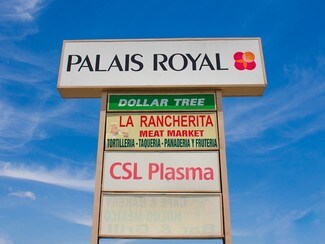 PALAIS ROYAL
DOLLAR TREE
LA RANCHERITA
MEAT MARKET
TORTILLERIA - TAQUERIA - PANADERIA Y FRUTERIA
CSL Plasma